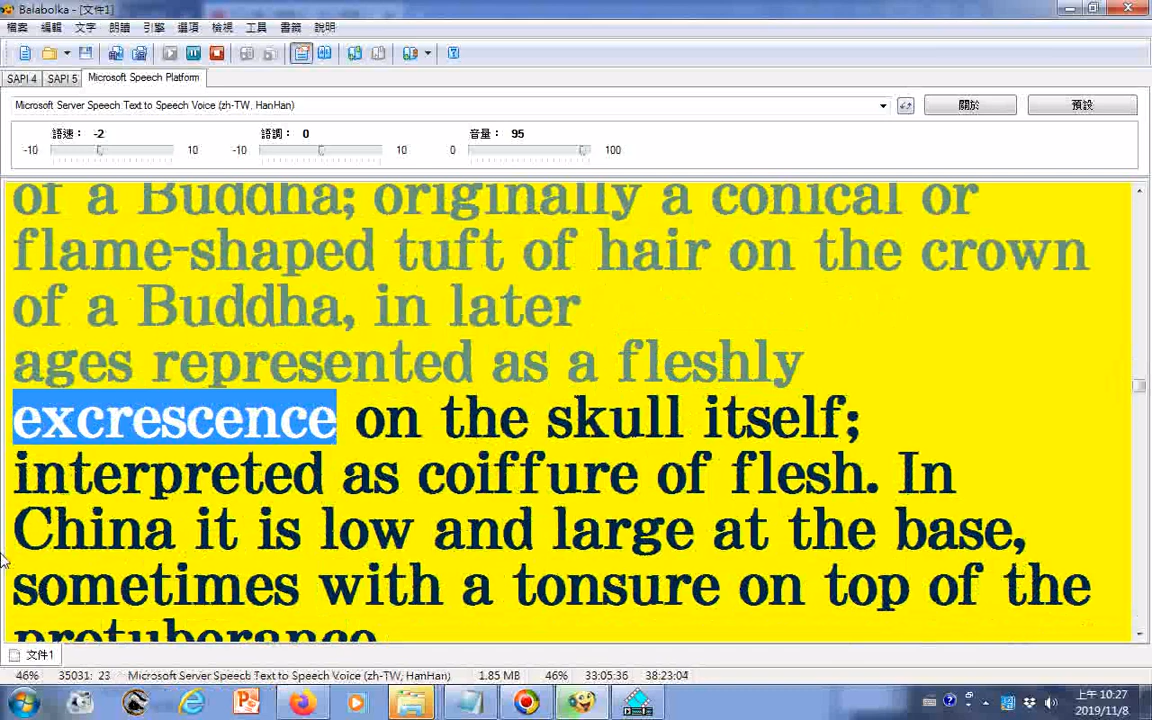 Balabolka - [文件1]
檔案 編輯 文字 朗讀 引擎 選項 檢視 工具 書籤 說明
SAPI 4 SAPI 5 Microsoft Speech Platform
Microsoft Server Speech Text to Speech Voice (zh-TW, HanHan) 關於 預設
語速： -2 語調： 0 音量： 95
-10 10 -10 10 0 100
of a Buddha; originally a conical or
flame-shaped tuft of hair on the crown
of a Buddha, in later
ages represented as a fleshly
excrescence on the skull itself;
interpreted as coiffure of flesh. In
China it is low and large at the base,
sometimes with a tonsure on top of the
protuberance
文件1
46% 35031: 23 Microsoft Server Speech Text to Speech Voice (zh-TW, HanHan) 1.85 MB 46% 33:05:36 38:23:04
上午 10:27
2019/11/8